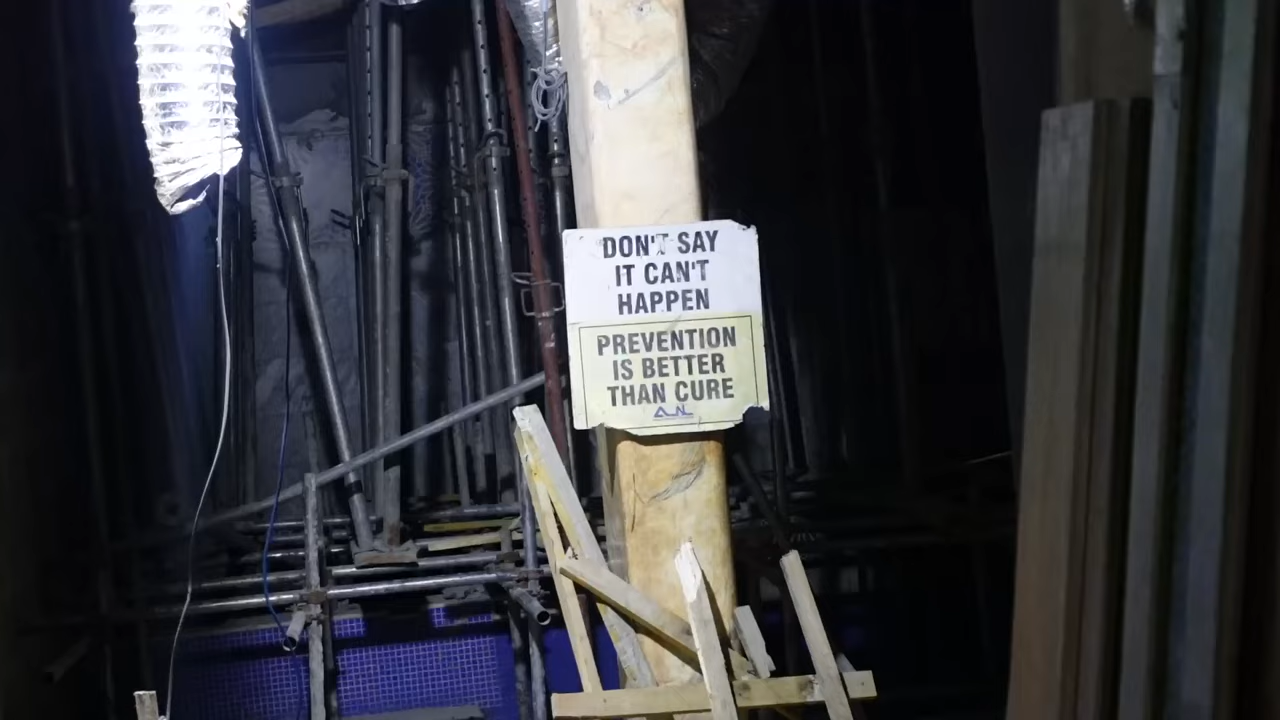 DON'T SAY
IT CAN'T
HAPPEN
PREVENTION
IS BETTER
THAN CURE